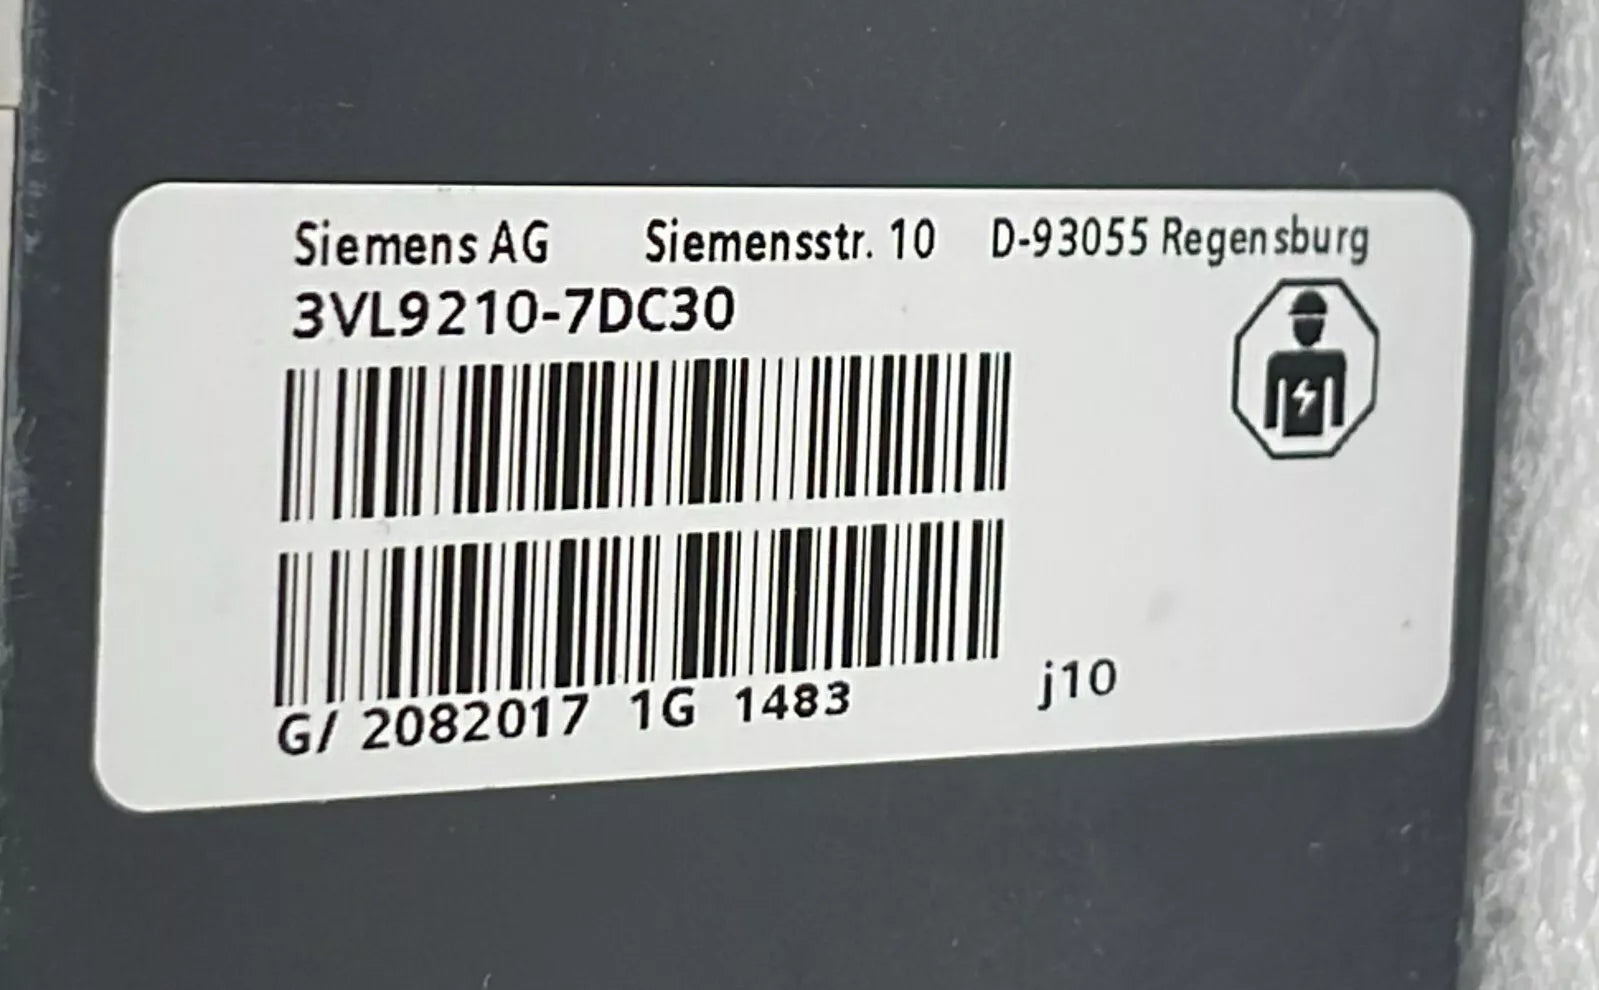 Siemens AG Siemensstr. 10 D-93055 Regensburg
3VL9210-7DC30
G/ 2082017 1G 1483 j10